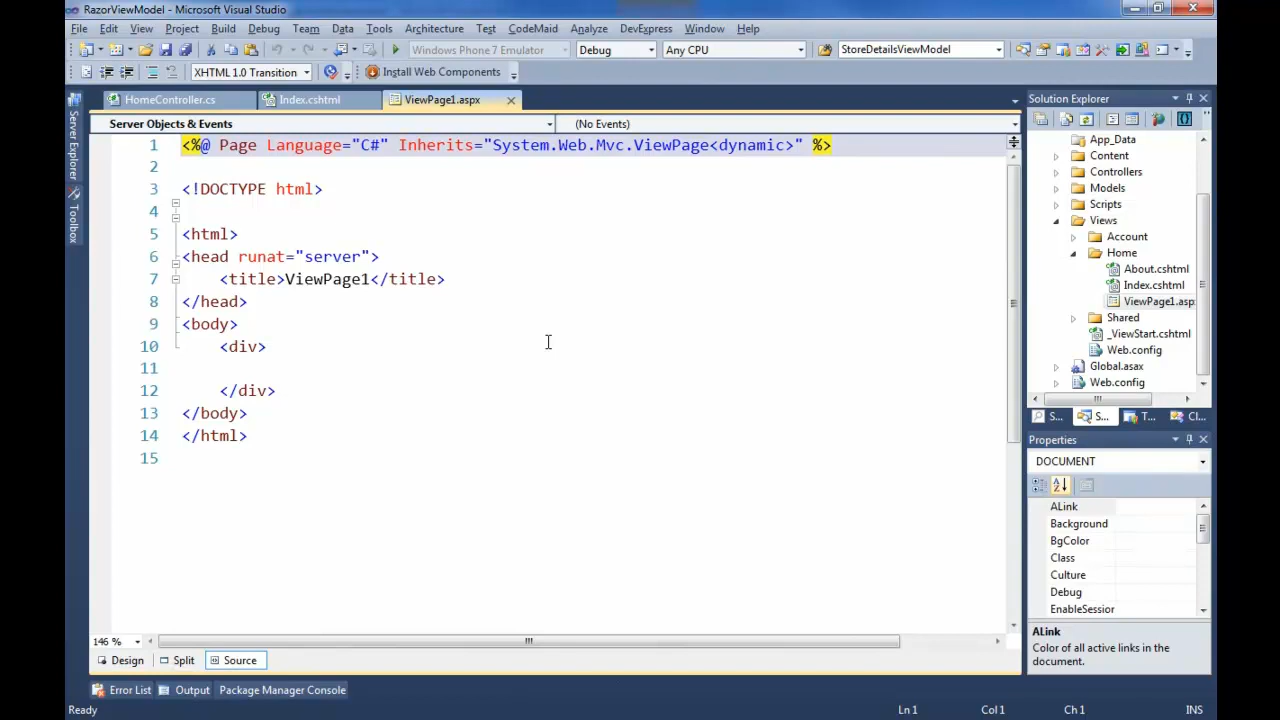 RazorViewModel - Microsoft Visual Studio
File Edit View Project Build Debug Team Data Tools Architecture Test CodeMaid Analyze DevExpress Window Help
Windows Phone 7 Emulator Debug Any CPU StoreDetailsViewModel
XHTML 1.0 Transition Install Web Components
HomeController.cs Index.cshtml ViewPage1.aspx
Server Objects & Events (No Events)
1 <%@ Page Language="C#" Inherits="System.Web.Mvc.ViewPage<dynamic>" %>
2
3 <!DOCTYPE html>
4
5 <html>
6 <head runat="server">
7 <title>ViewPage1</title>
8 </head>
9 <body>
10 <div>
11
12 </div>
13 </body>
14 </html>
15
146 %
Design Split Source
Server Explorer
Toolbox
Solution Explorer
App_Data
Content
Controllers
Models
Scripts
Views
Account
Home
About.cshtml
Index.cshtml
ViewPage1.asp
Shared
_ViewStart.cshtml
Web.config
Global.asax
Web.config
S... S... T... Cl...
Properties
DOCUMENT
ALink
Background
BgColor
Class
Culture
Debug
EnableSession
ALink
Color of all active links in the
document.
Error List Output Package Manager Console
Ready Ln 1 Col 1 Ch 1 INS